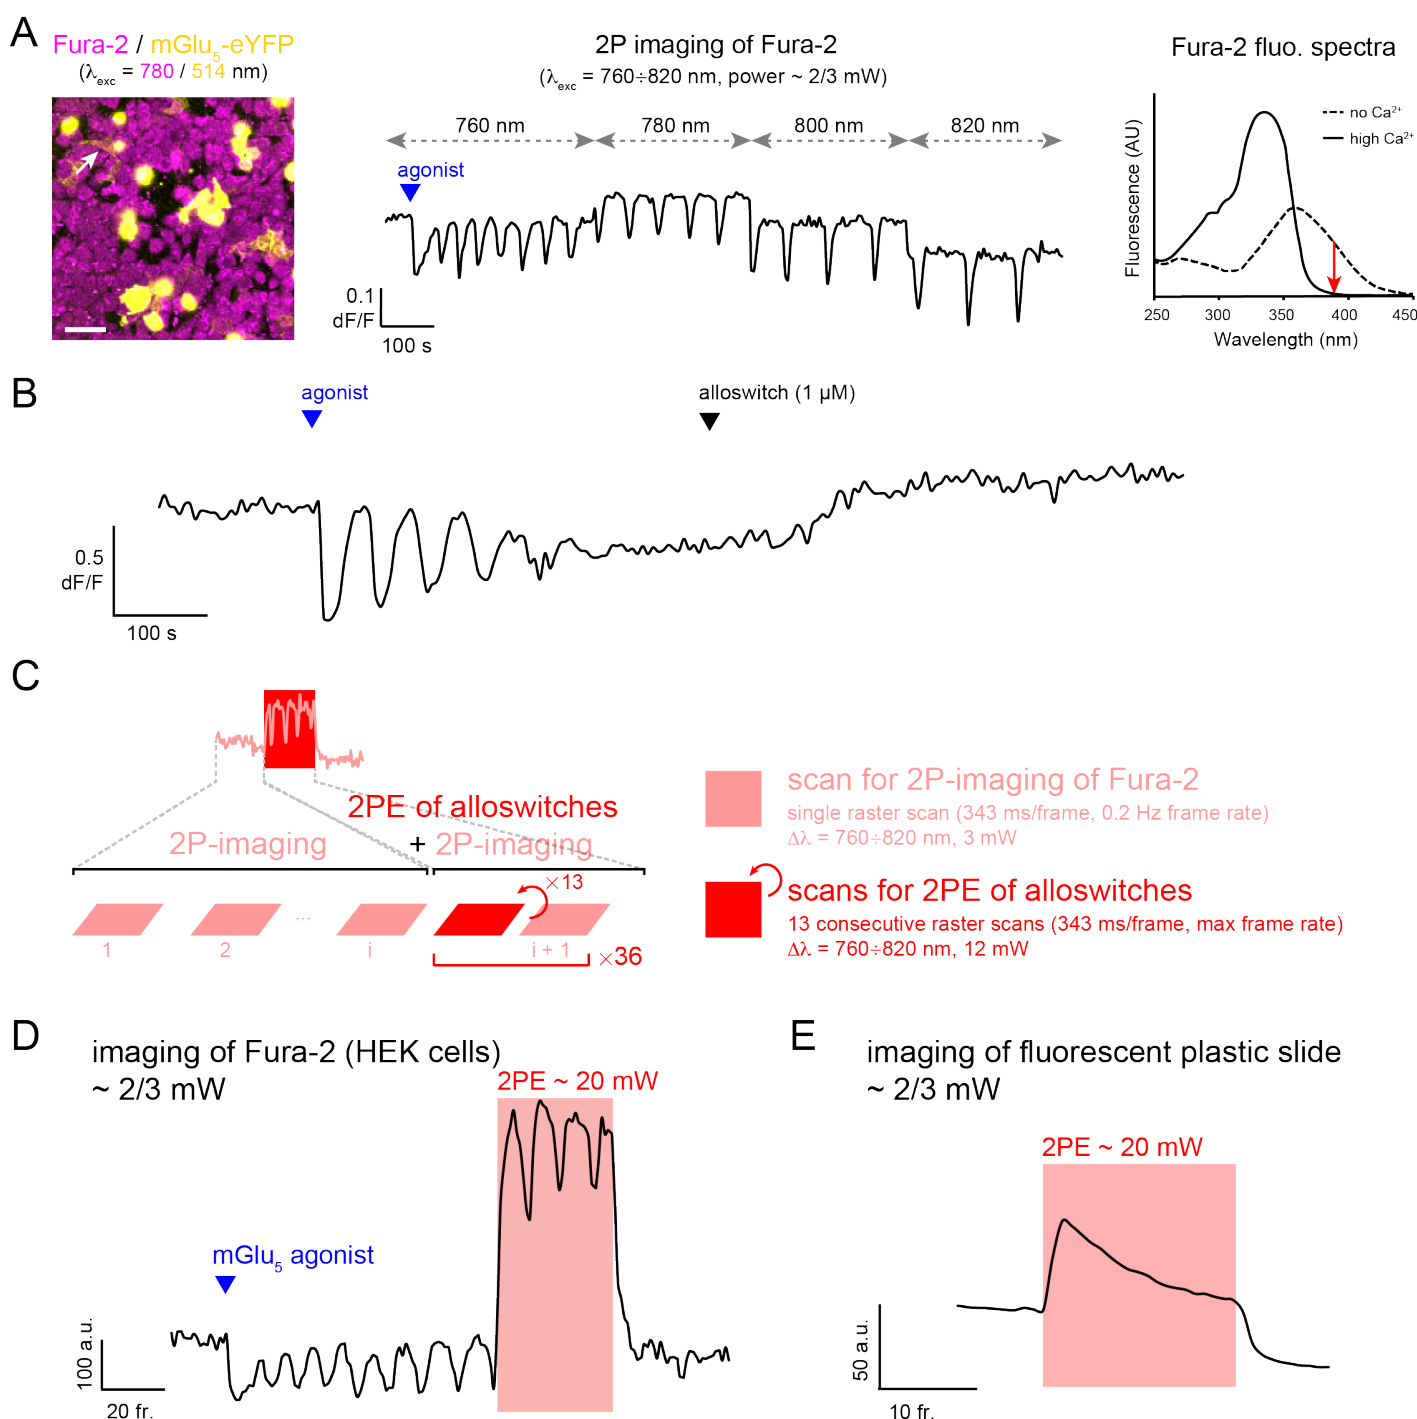 A
Fura-2 / mGlu5-eYFP
(λexc = 780 / 514 nm)
2P imaging of Fura-2
(λexc = 760÷820 nm, power ~ 2/3 mW)
760 nm
780 nm
800 nm
820 nm
agonist
0.1
dF/F
100 s
Fura-2 fluo. spectra
no Ca2+
high Ca2+
Fluorescence (AU)
250
300
350
400
450
Wavelength (nm)
B
agonist
alloswitch (1 µM)
0.5
dF/F
100 s
C
2PE of alloswitches
2P-imaging
+ 2P-imaging
×13
1
2
...
i
i + 1
×36
scan for 2P-imaging of Fura-2
single raster scan (343 ms/frame, 0.2 Hz frame rate)
Δλ = 760÷820 nm, 3 mW
scans for 2PE of alloswitches
13 consecutive raster scans (343 ms/frame, max frame rate)
Δλ = 760÷820 nm, 12 mW
D
imaging of Fura-2 (HEK cells)
~ 2/3 mW
2PE ~ 20 mW
mGlu5 agonist
100 a.u.
20 fr.
E
imaging of fluorescent plastic slide
~ 2/3 mW
2PE ~ 20 mW
50 a.u.
10 fr.